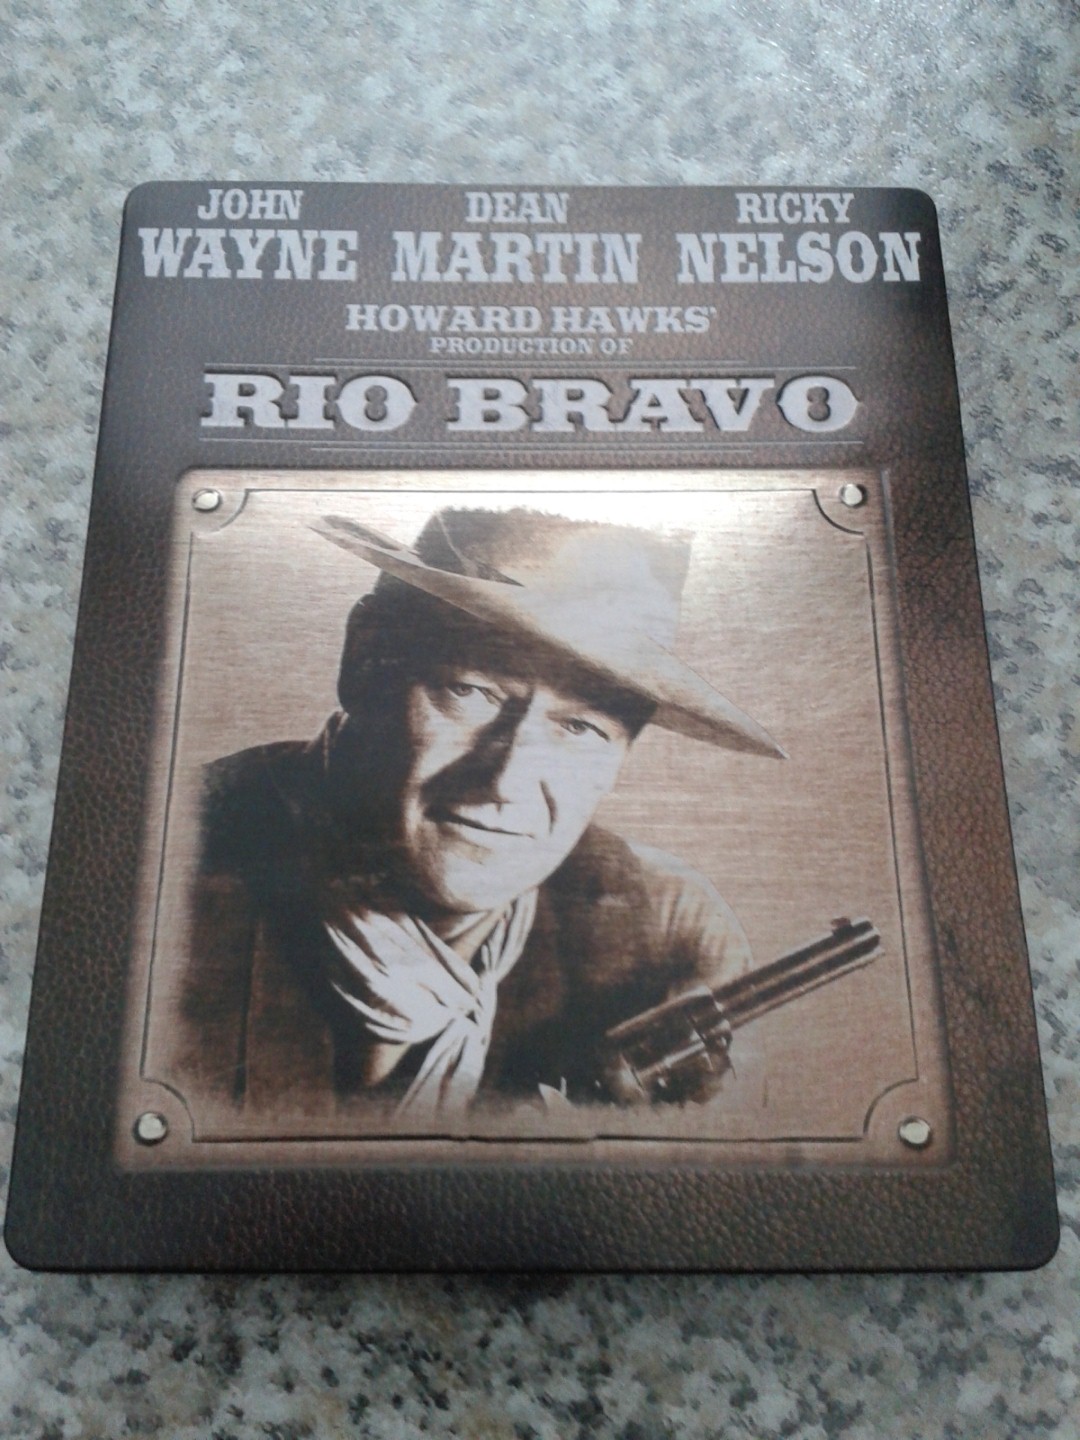 JOHN DEAN RICKY
WAYNE MARTIN NELSON
HOWARD HAWKS'
PRODUCTION OF
RIO BRAVO